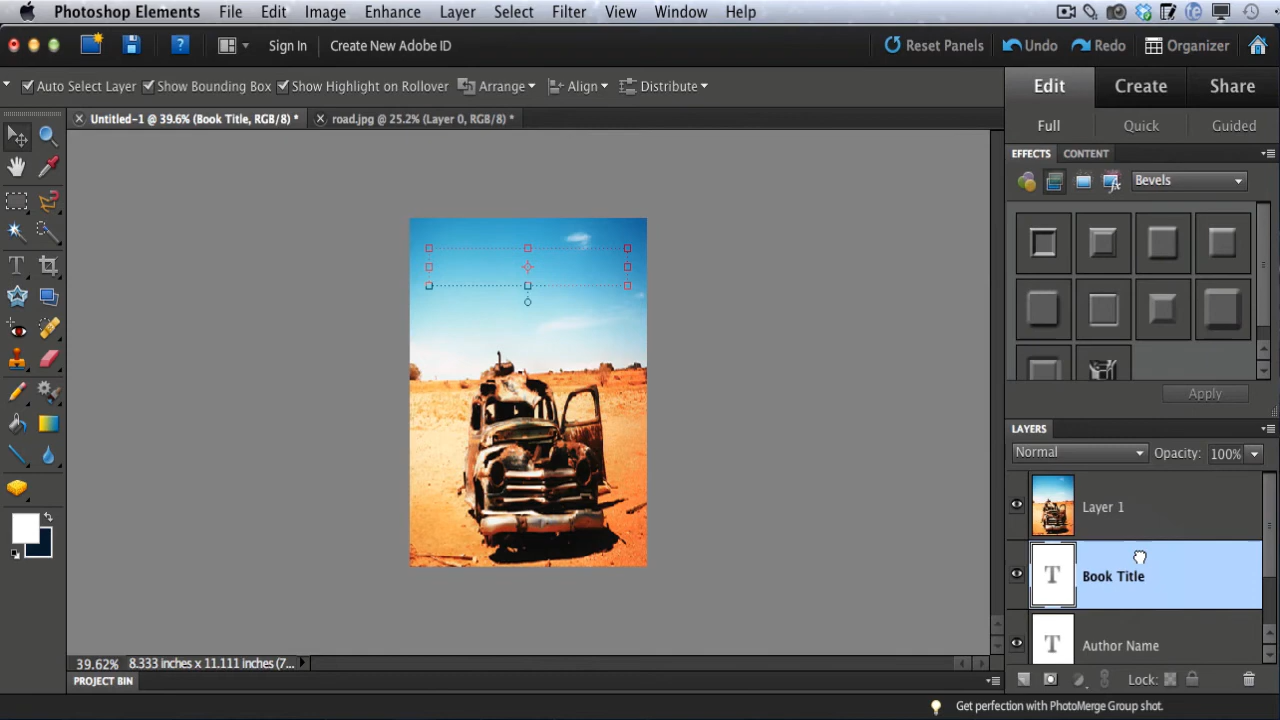 Photoshop Elements File Edit Image Enhance Layer Select Filter View Window Help
Sign In Create New Adobe ID Reset Panels Undo Redo Organizer
Auto Select Layer Show Bounding Box Show Highlight on Rollover Arrange Align Distribute Edit Create Share
Untitled-1 @ 39.6% (Book Title, RGB/8) * road.jpg @ 25.2% (Layer 0, RGB/8) * Full Quick Guided
EFFECTS CONTENT
Bevels
Apply
LAYERS
Normal Opacity: 100%
Layer 1
T Book Title
T Author Name
39.62% 8.333 inches x 11.111 inches (7... Lock:
PROJECT BIN
Get perfection with PhotoMerge Group shot.